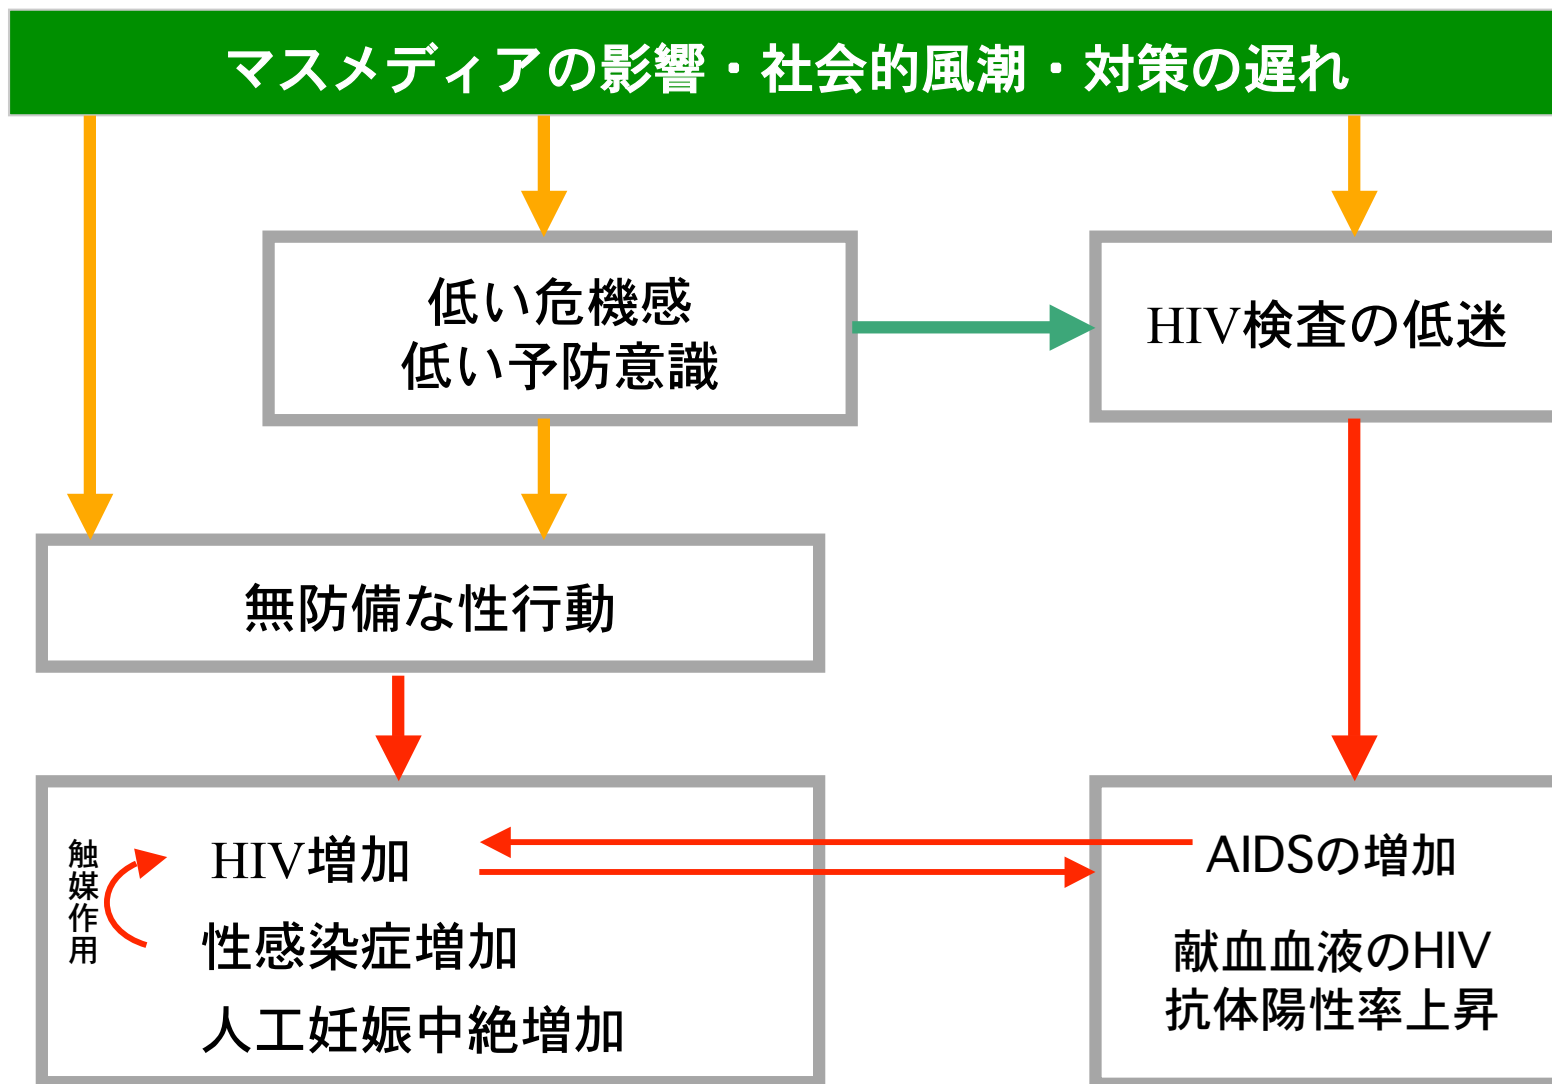 マスメディアの影響・社会的風潮・対策の遅れ
低い危機感
低い予防意識
HIV検査の低迷
無防備な性行動
触媒作用
HIV増加
性感染症増加
人工妊娠中絶増加
AIDSの増加
献血血液のHIV
抗体陽性率上昇